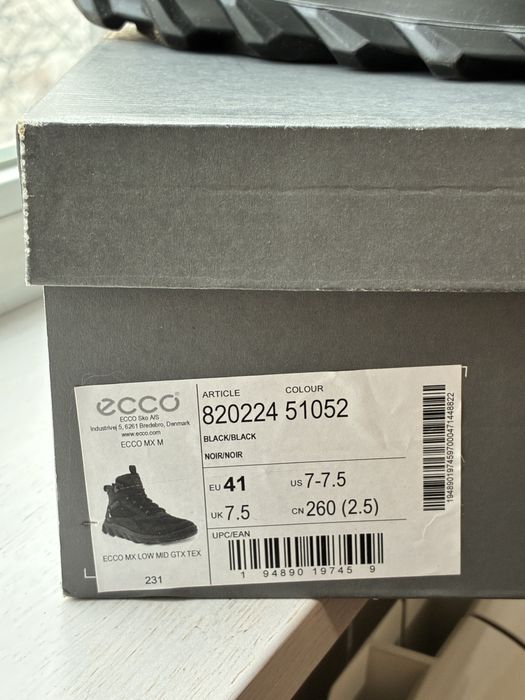 ecco
ECCO Sko A/S
Industrivej 5, 6261 Bredebro, Denmark
www.ecco.com
ECCO MX M
ECCO MX LOW MID GTX TEX
231
ARTICLE COLOUR
820224 51052
BLACK/BLACK
NOIR/NOIR
EU 41 US 7-7.5
UK 7.5 CN 260 (2.5)
UPC/EAN
1 94890 19745 9
19489019745970000471448822